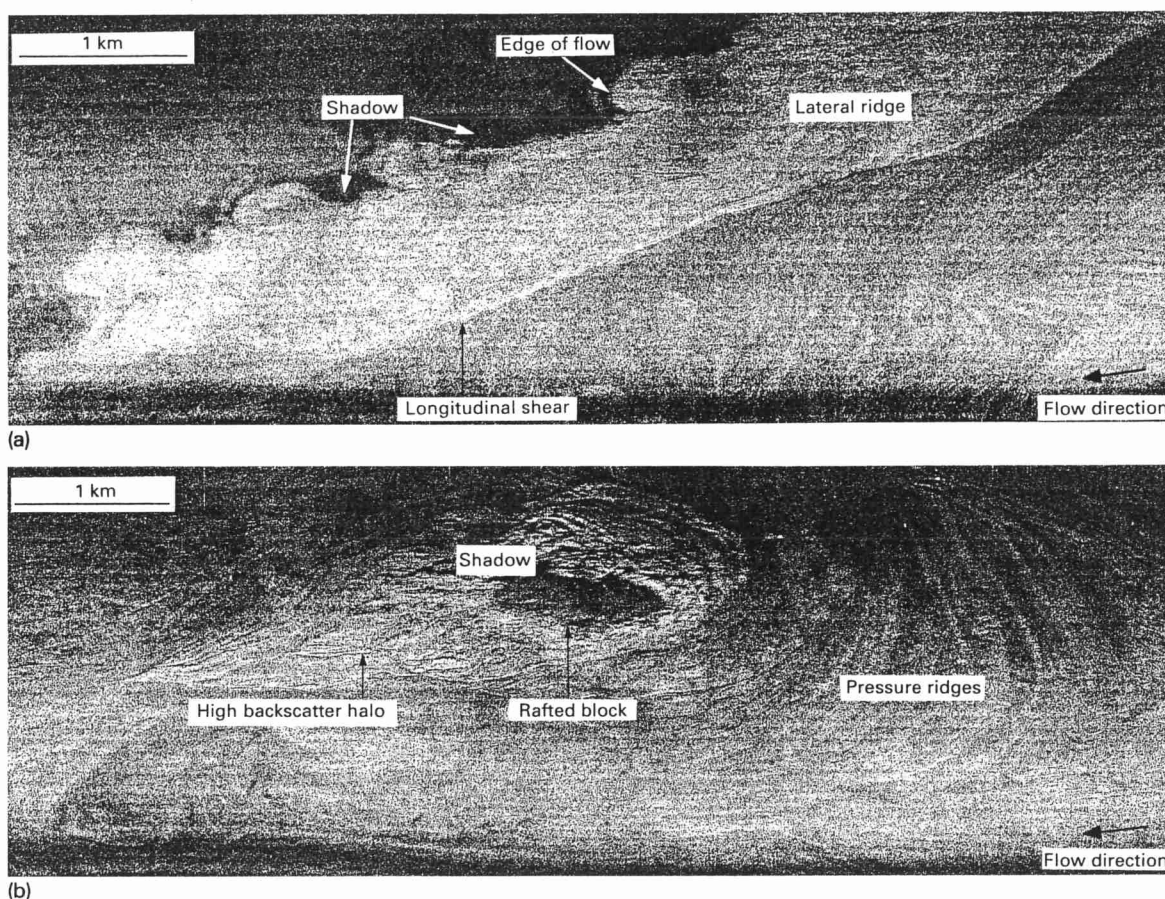 1 km
Edge of flow
Shadow
Lateral ridge
Longitudinal shear
Flow direction
(a)
1 km
Shadow
High backscatter halo
Rafted block
Pressure ridges
Flow direction
(b)